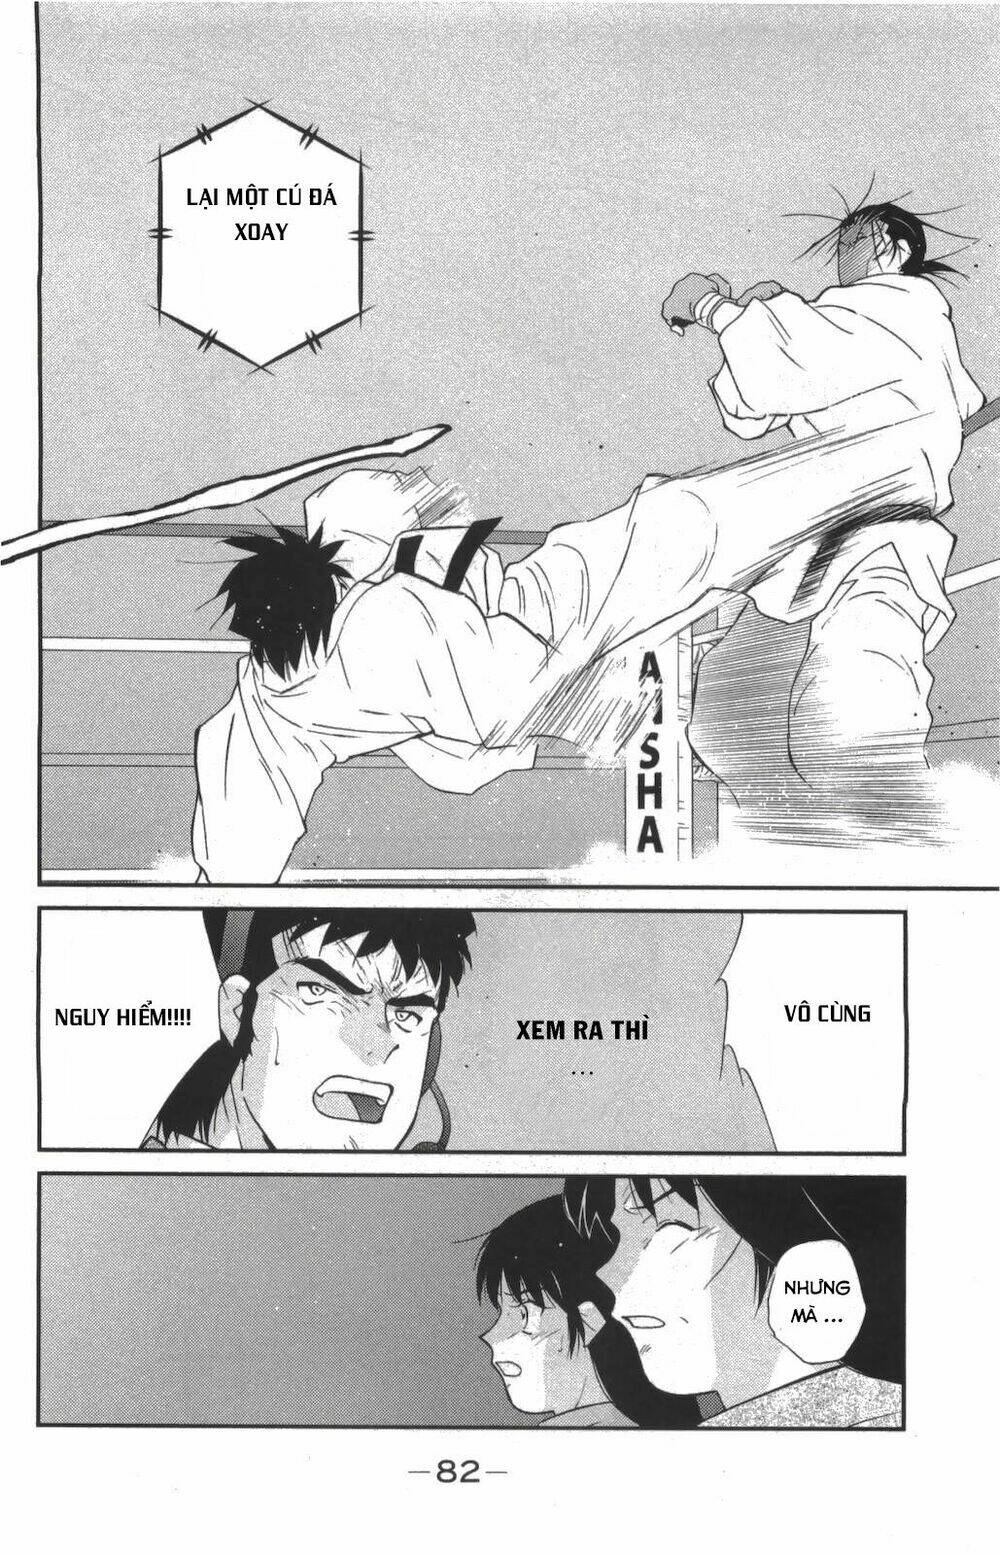 LẠI MỘT CÚ ĐÁ
XOAY
AISHA
VÔ CÙNG
XEM RA THÌ
...
NGUY HIỂM!!!!
NHƯNG
MÀ ...
—82—